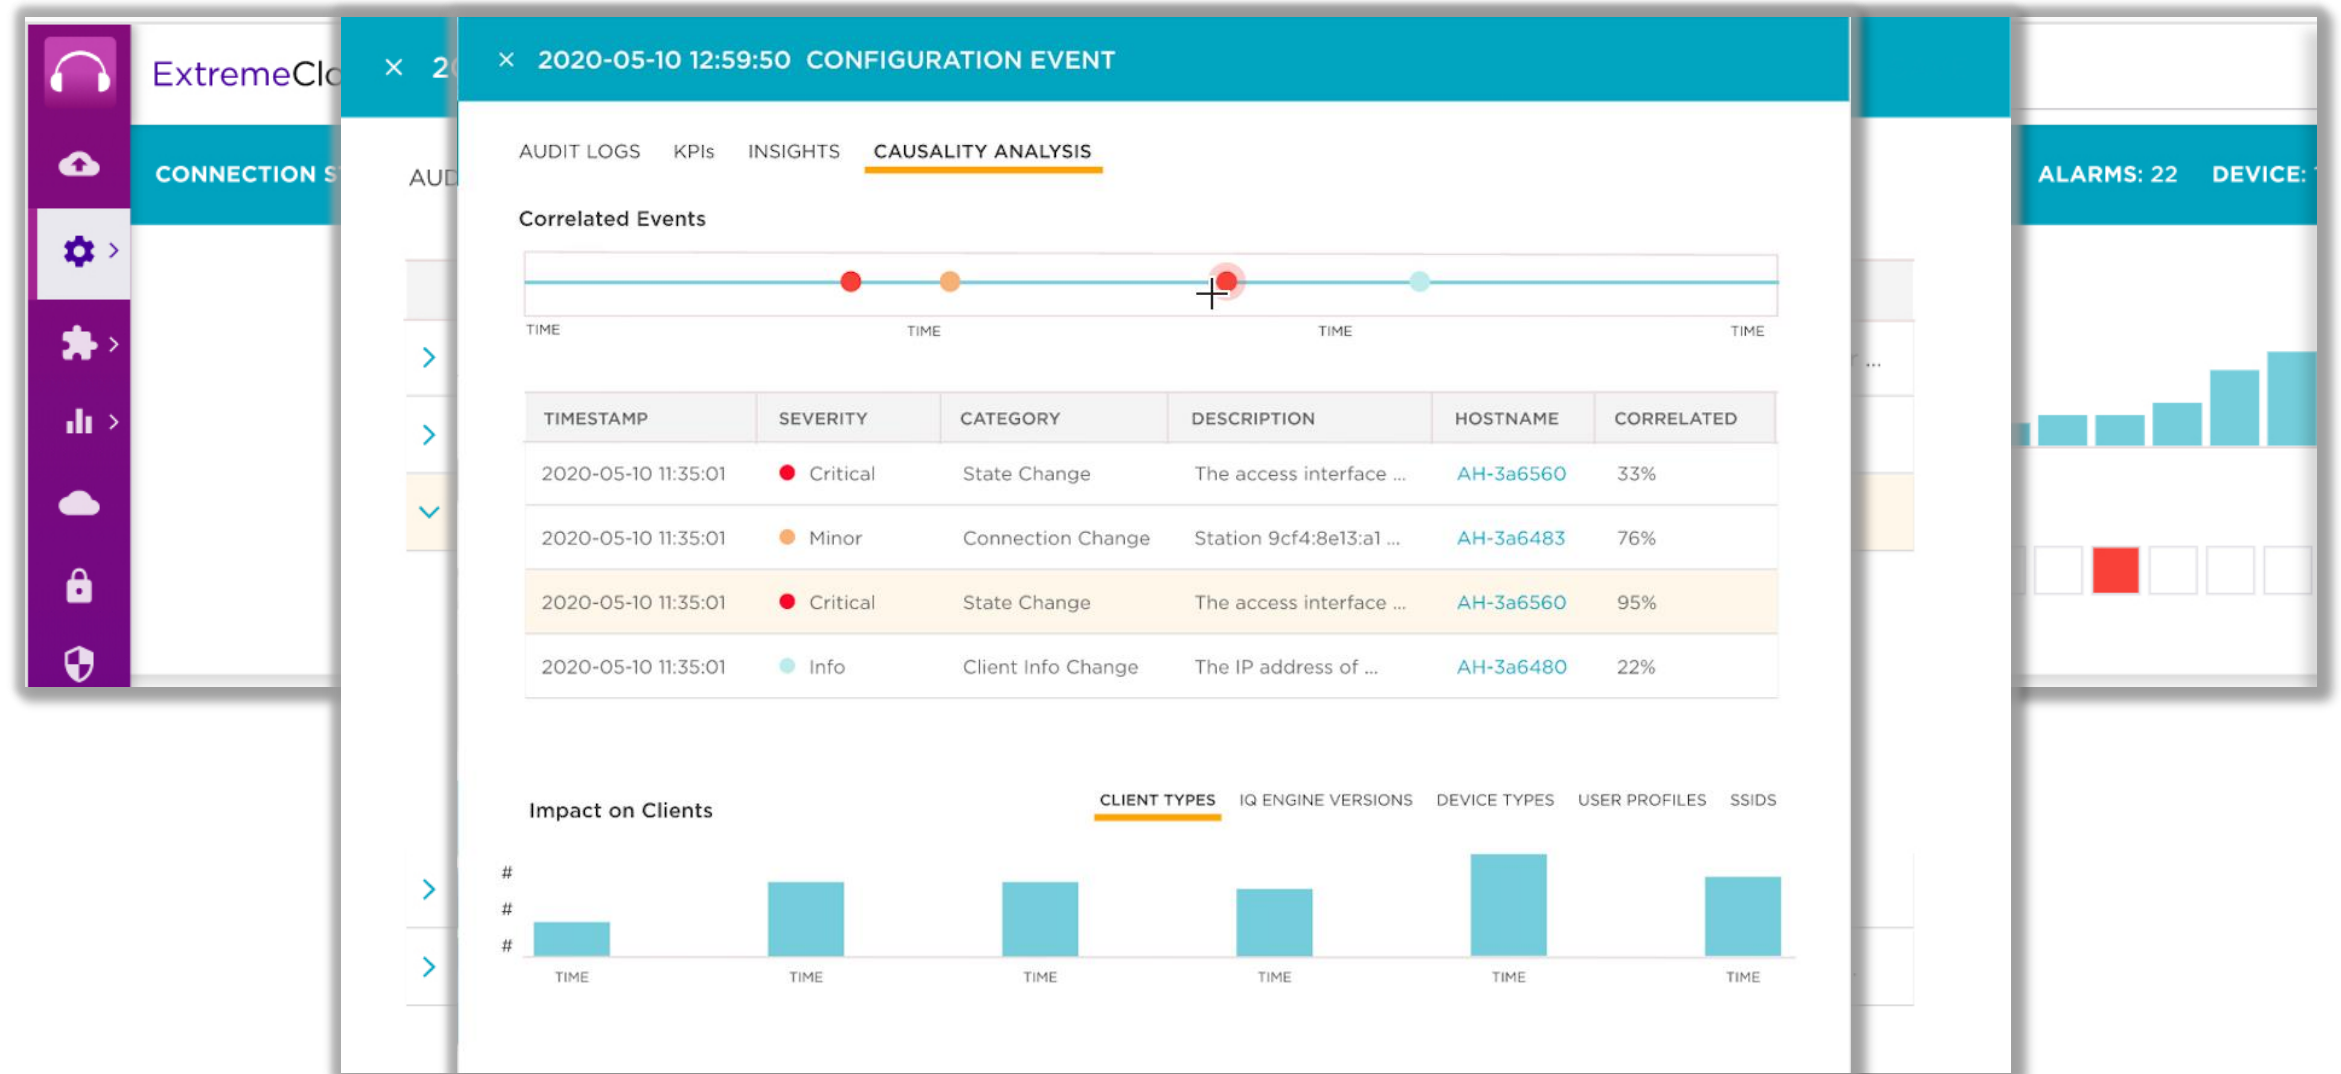 ExtremeClo
CONNECTION S
× 20
AUD
× 2020-05-10 12:59:50 CONFIGURATION EVENT
AUDIT LOGS KPIs INSIGHTS CAUSALITY ANALYSIS
Correlated Events
TIME TIME TIME TIME
TIMESTAMP SEVERITY CATEGORY DESCRIPTION HOSTNAME CORRELATED
2020-05-10 11:35:01 Critical State Change The access interface ... AH-3a6560 33%
2020-05-10 11:35:01 Minor Connection Change Station 9cf4:8e13:a1 ... AH-3a6483 76%
2020-05-10 11:35:01 Critical State Change The access interface ... AH-3a6560 95%
2020-05-10 11:35:01 Info Client Info Change The IP address of ... AH-3a6480 22%
Impact on Clients
CLIENT TYPES IQ ENGINE VERSIONS DEVICE TYPES USER PROFILES SSIDS
#
#
#
TIME TIME TIME TIME TIME TIME
ALARMS: 22 DEVICE: